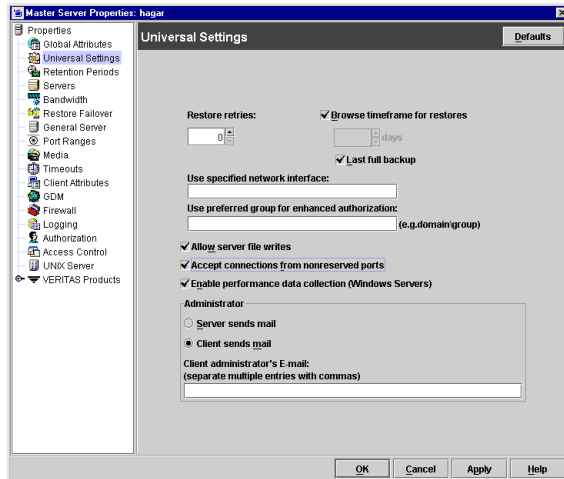 Master Server Properties: hagar
Properties
Global Attributes
Universal Settings
Retention Periods
Servers
Bandwidth
Restore Failover
General Server
Port Ranges
Media
Timeouts
Client Attributes
GDM
Firewall
Logging
Authorization
Access Control
UNIX Server
VERITAS Products
Universal Settings
Defaults
Restore retries:
Browse timeframe for restores
0
days
Last full backup
Use specified network interface:
Use preferred group for enhanced authorization:
(e.g.domain\group)
Allow server file writes
Accept connections from nonreserved ports
Enable performance data collection (Windows Servers)
Administrator
Server sends mail
Client sends mail
Client administrator's E-mail:
(separate multiple entries with commas)
OK Cancel Apply Help